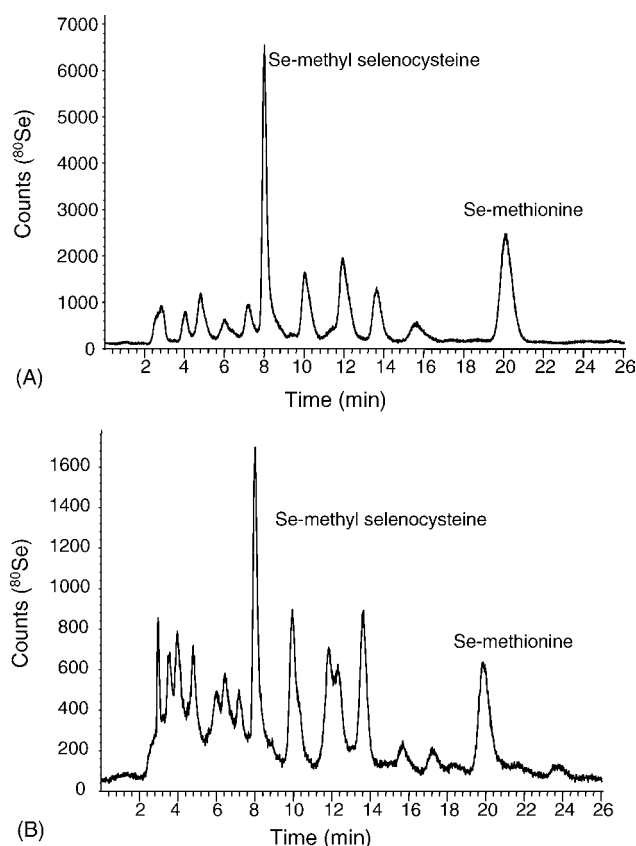 7000
6000
5000
4000
3000
2000
1000
0
Counts (⁸⁰Se)
Se-methyl selenocysteine
Se-methionine
2 4 6 8 10 12 14 16 18 20 22 24 26
(A)
Time (min)
1600
1400
1200
1000
800
600
400
200
0
Counts (⁸⁰Se)
Se-methyl selenocysteine
Se-methionine
2 4 6 8 10 12 14 16 18 20 22 24 26
(B)
Time (min)